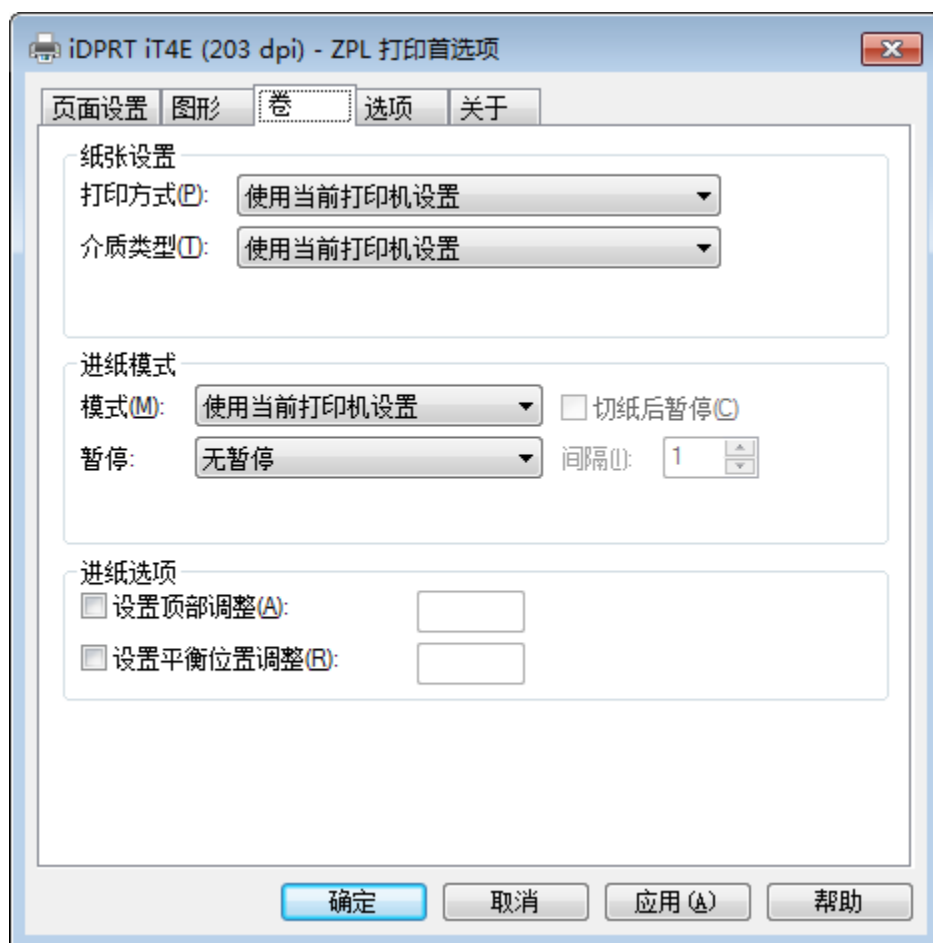 iDPRT iT4E (203 dpi) - ZPL 打印首选项
页面设置 图形 卷 选项 关于
纸张设置
打印方式(P): 使用当前打印机设置
介质类型(T): 使用当前打印机设置
进纸模式
模式(M): 使用当前打印机设置 切纸后暂停(C)
暂停: 无暂停 间隔(I): 1
进纸选项
设置顶部调整(A):
设置平衡位置调整(R):
确定 取消 应用(A) 帮助